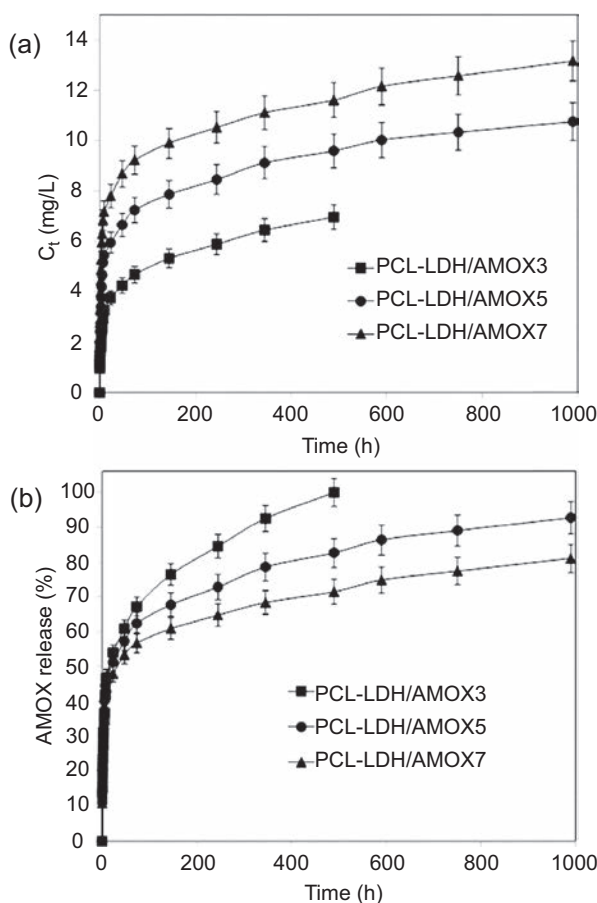 (a)
C_t (mg/L)
14
12
10
8
6
4
2
0
PCL-LDH/AMOX3
PCL-LDH/AMOX5
PCL-LDH/AMOX7
0 200 400 600 800 1000
Time (h)
(b)
AMOX release (%)
100
90
80
70
60
50
40
30
20
10
0
PCL-LDH/AMOX3
PCL-LDH/AMOX5
PCL-LDH/AMOX7
0 200 400 600 800 1000
Time (h)